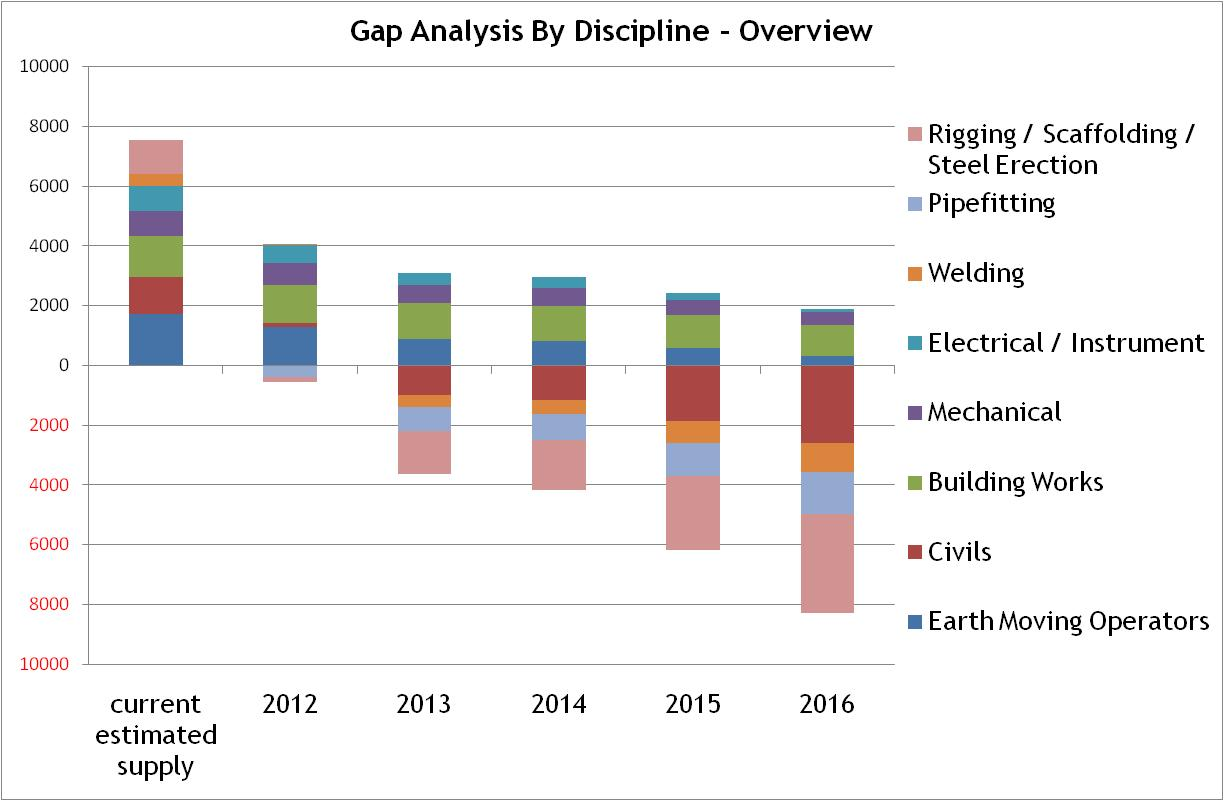 Gap Analysis By Discipline - Overview
10000
8000
6000
4000
2000
0
2000
4000
6000
8000
10000
current
estimated
supply
2012
2013
2014
2015
2016
Rigging / Scaffolding /
Steel Erection
Pipefitting
Welding
Electrical / Instrument
Mechanical
Building Works
Civils
Earth Moving Operators